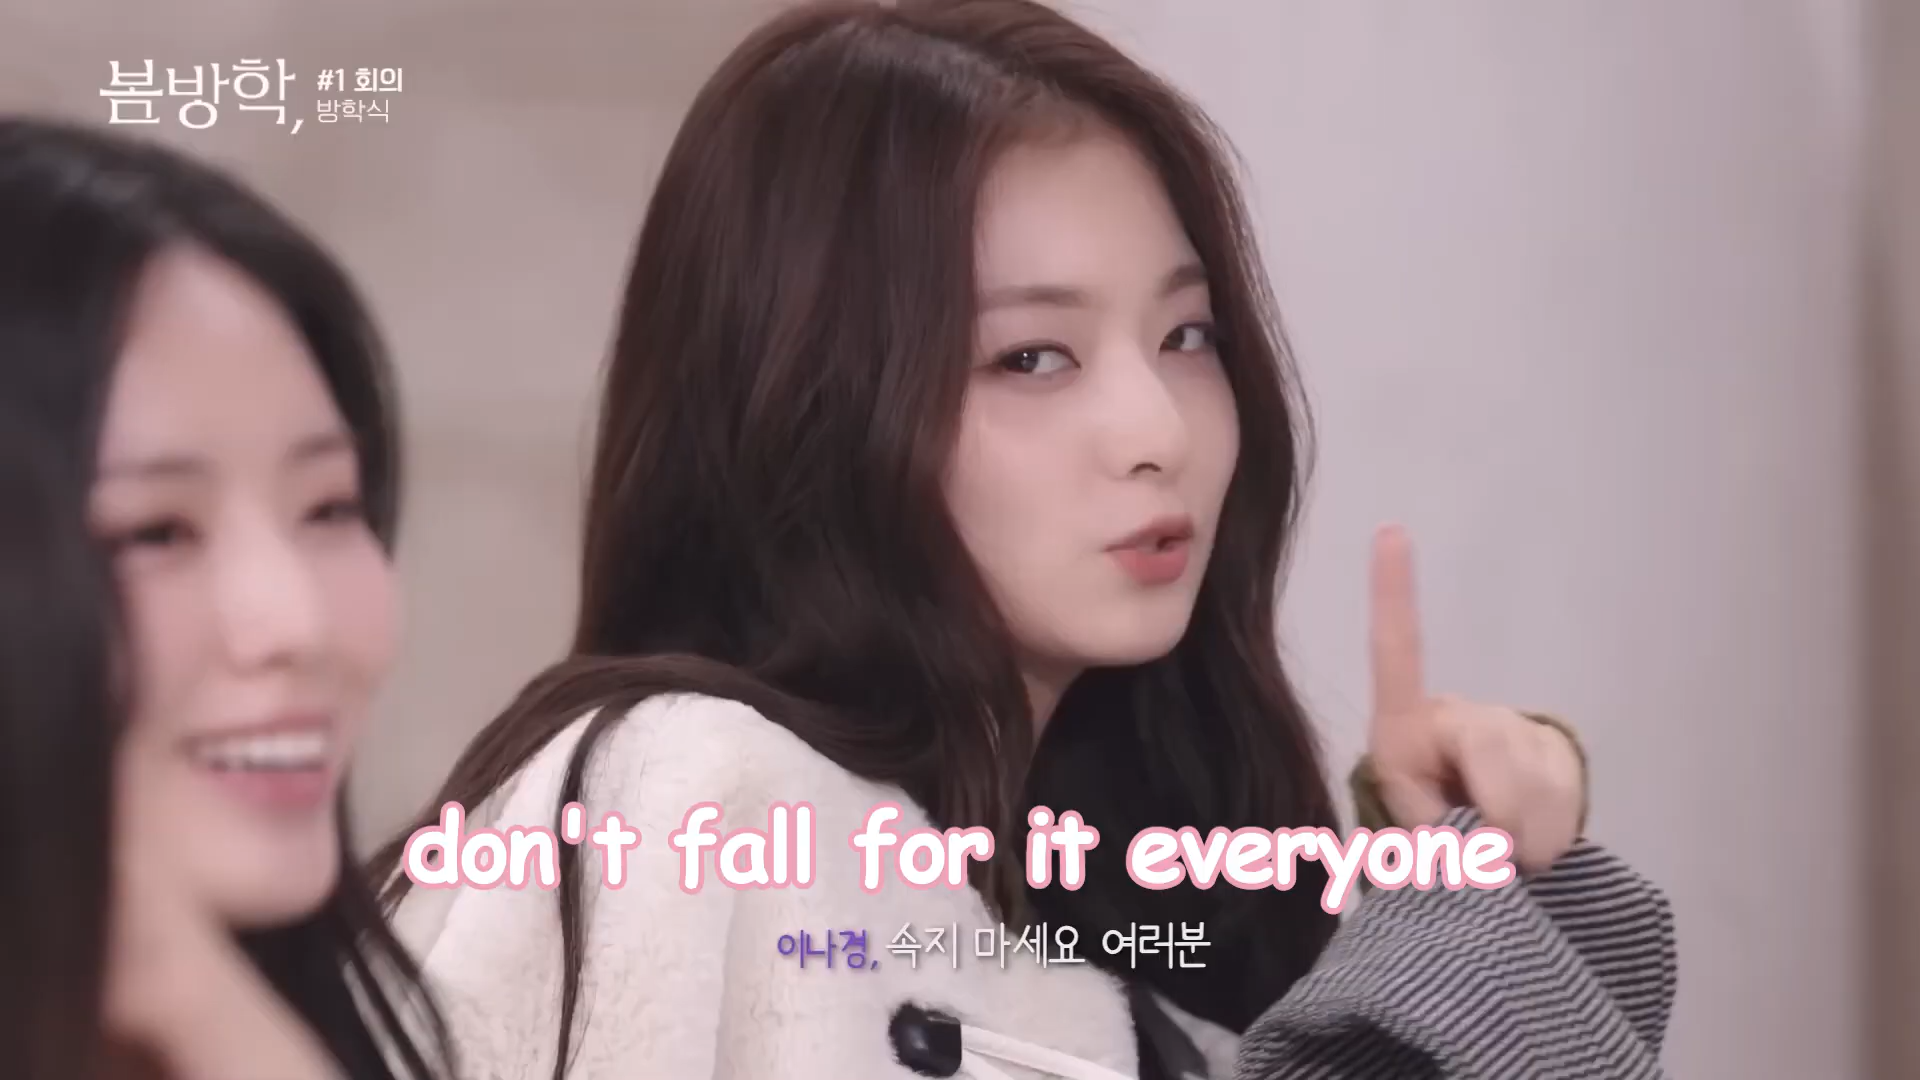 봄방학,
#1 회의
방학식
don't fall for it everyone
이나경, 속지 마세요 여러분